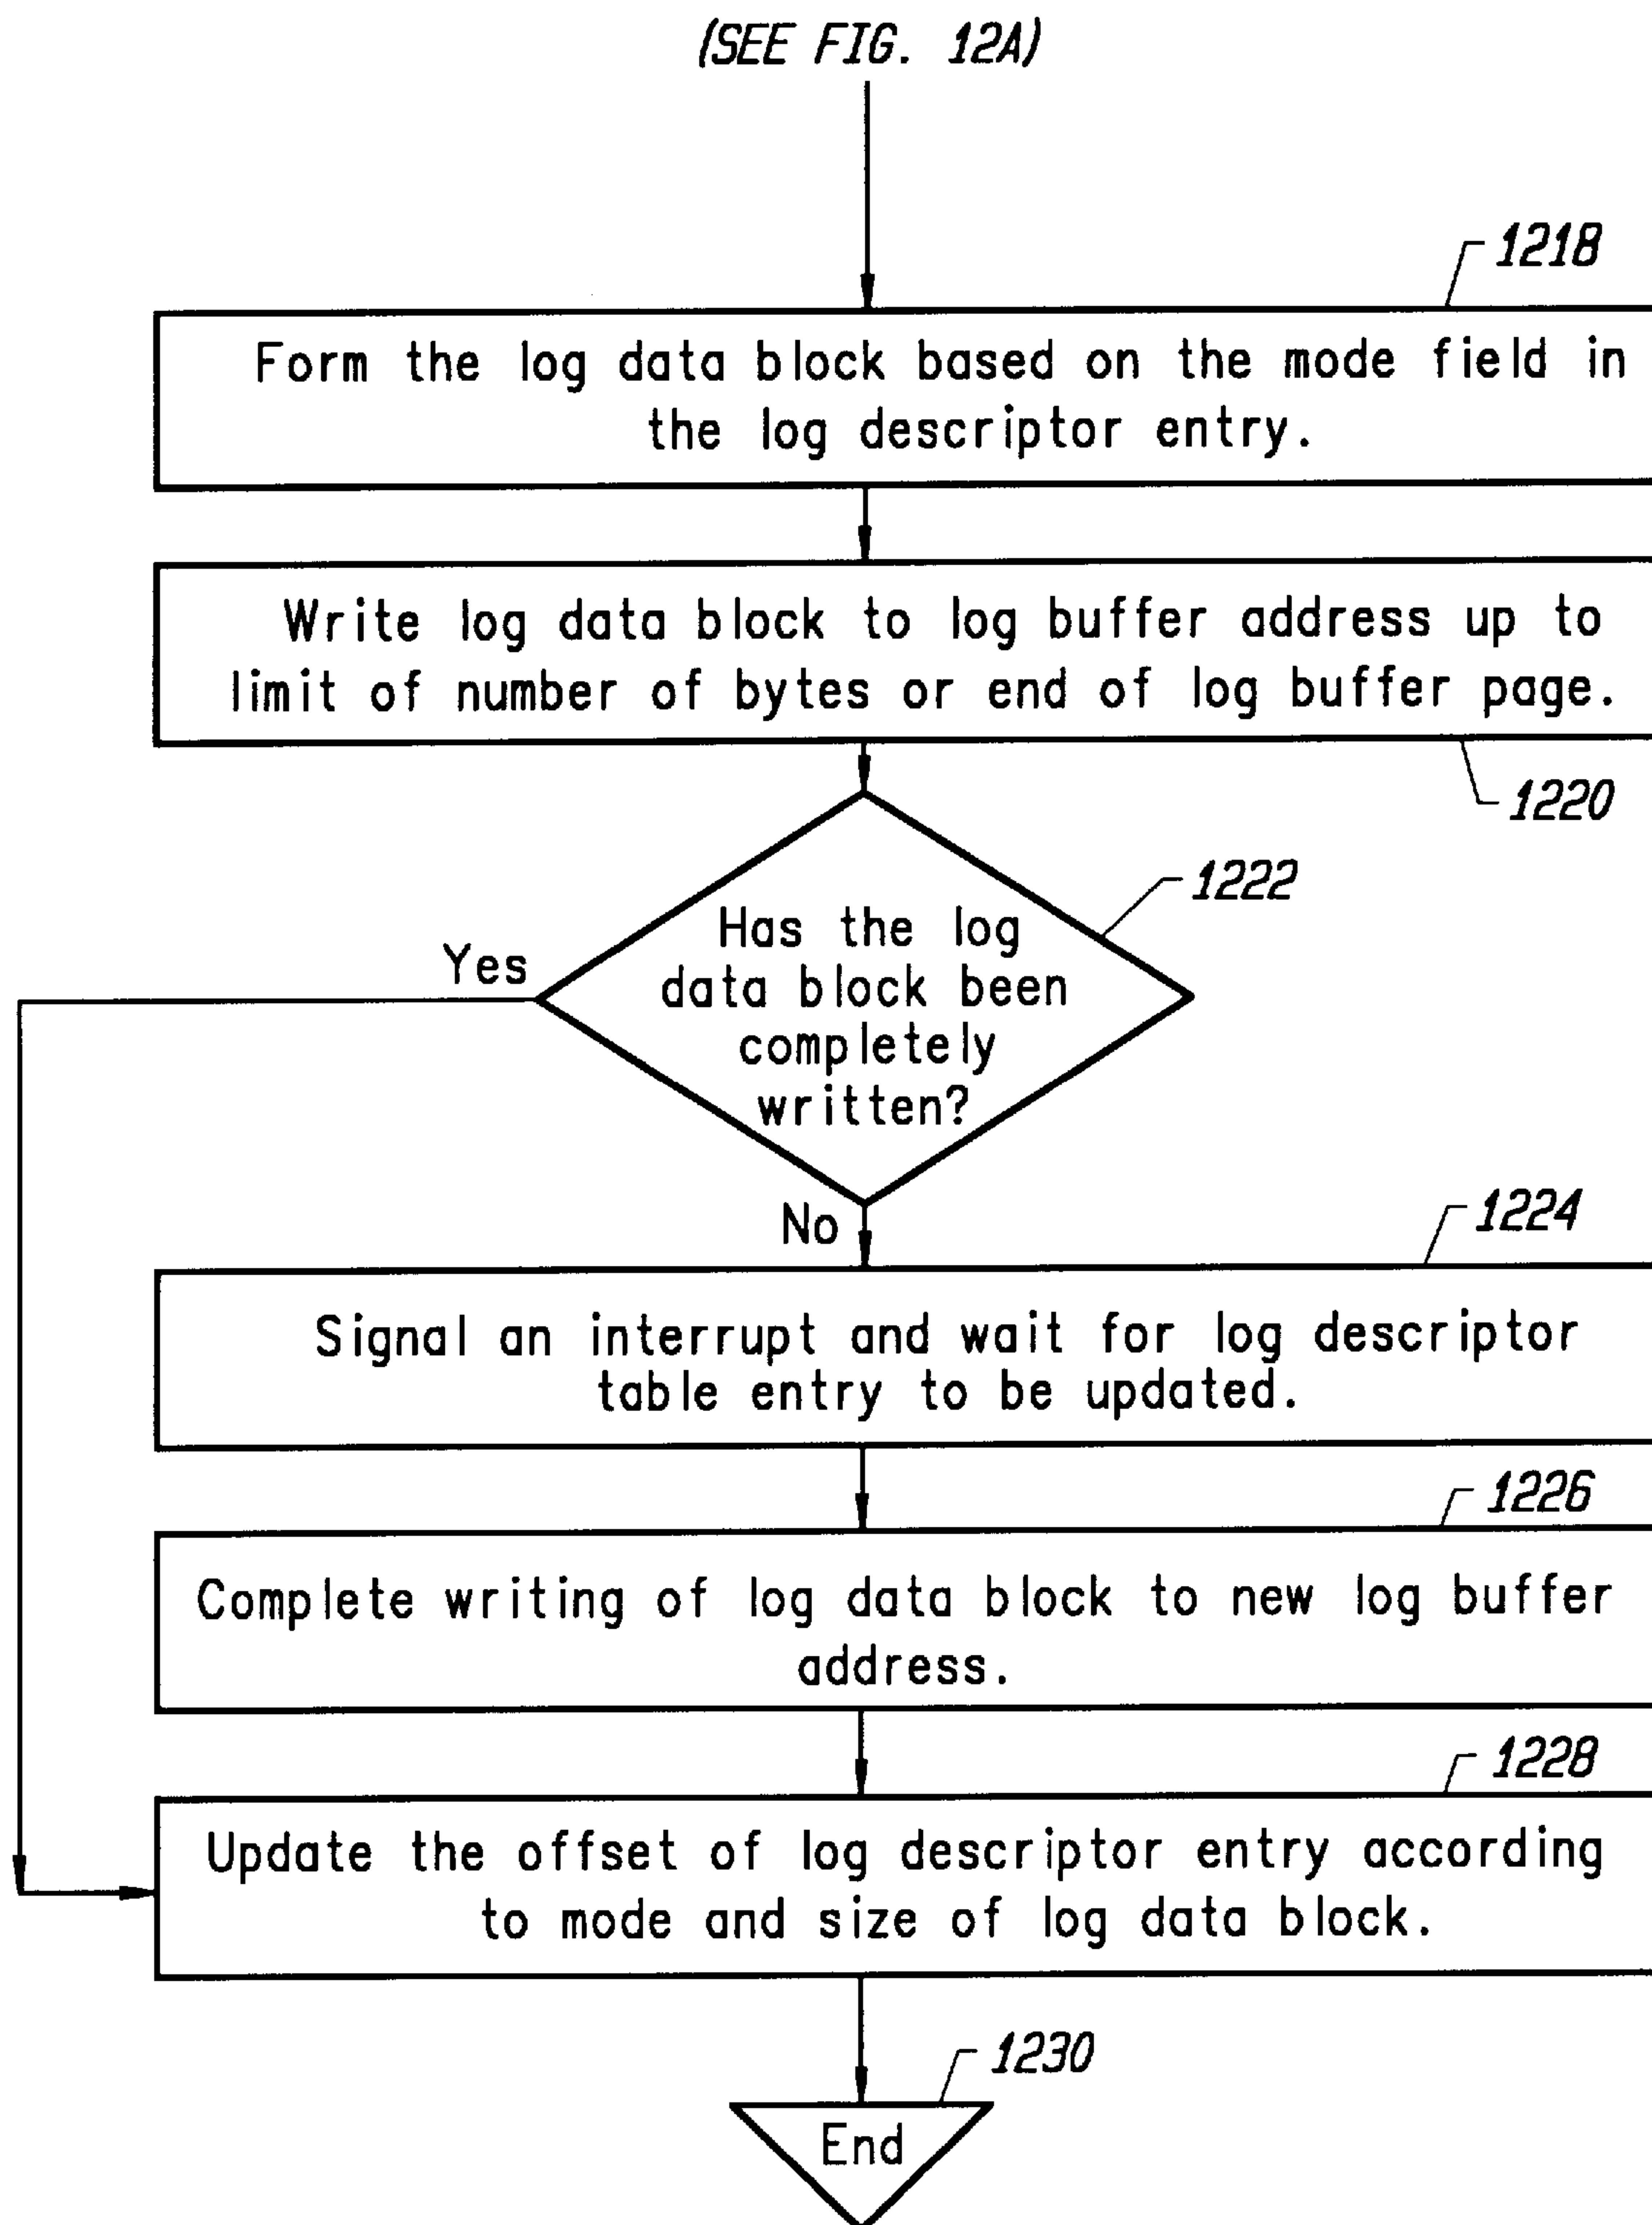 (SEE FIG. 12A)
1218
Form the log data block based on the mode field in
the log descriptor entry.
Write log data block to log buffer address up to
limit of number of bytes or end of log buffer page.
1220
1222
Has the log
data block been
completely
written?
Yes
No
1224
Signal an interrupt and wait for log descriptor
table entry to be updated.
1226
Complete writing of log data block to new log buffer
address.
1228
Update the offset of log descriptor entry according
to mode and size of log data block.
1230
End